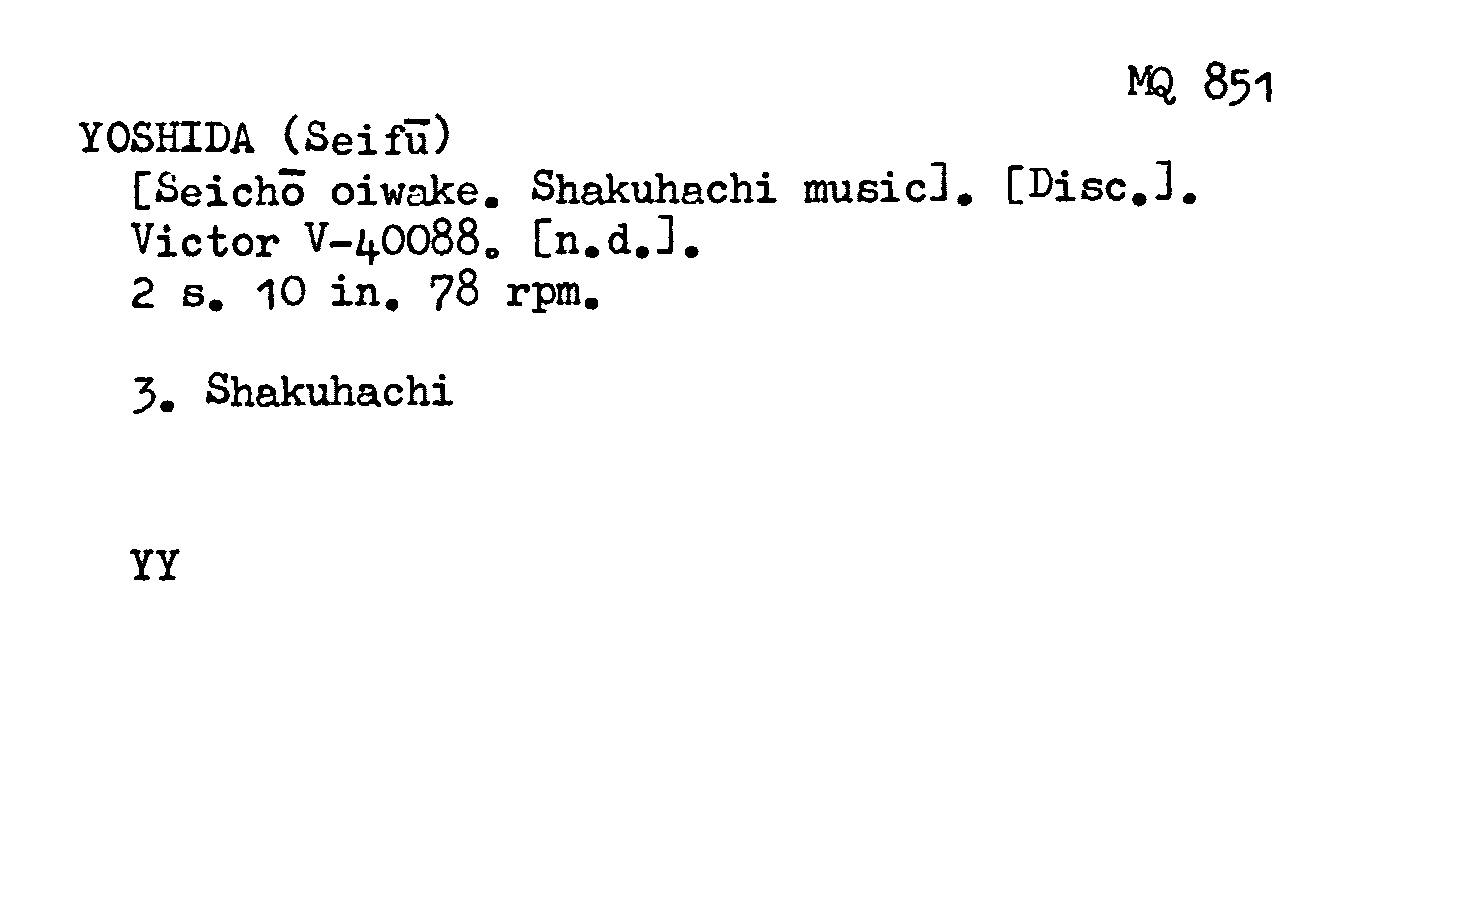 MQ 851
YOSHIDA (Seifū)
[Seichō oiwake. Shakuhachi music]. [Disc.].
Victor V-40088. [n.d.].
2 s. 10 in. 78 rpm.
3. Shakuhachi
YY